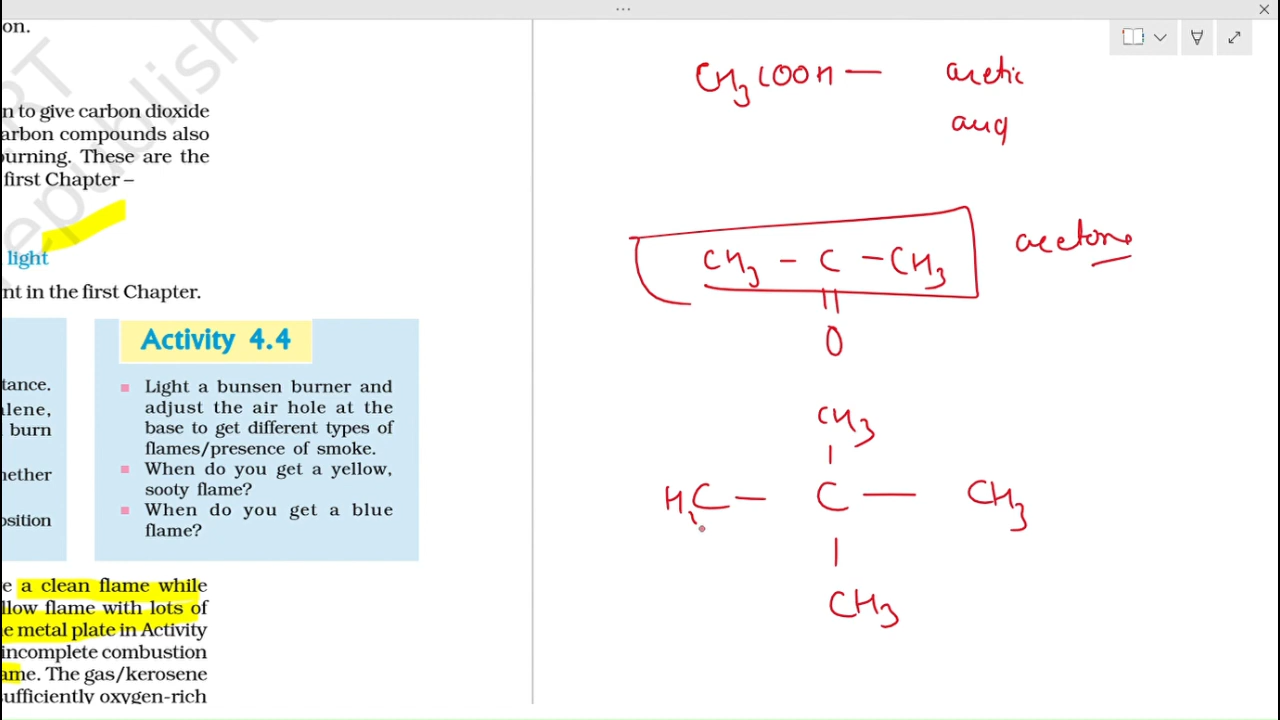 on.
n to give carbon dioxide
arbon compounds also
ourning. These are the
first Chapter –
light
nt in the first Chapter.
tance.
alene,
burn
hether
osition
Activity 4.4
Light a bunsen burner and
adjust the air hole at the
base to get different types of
flames/presence of smoke.
When do you get a yellow,
sooty flame?
When do you get a blue
flame?
e a clean flame while
llow flame with lots of
e metal plate in Activity
incomplete combustion
ame. The gas/kerosene
sufficiently oxygen-rich
CH3COOH — acetic
CH3 – C – CH3 acetone
||
O
CH3
|
C — CH3
|
CH3